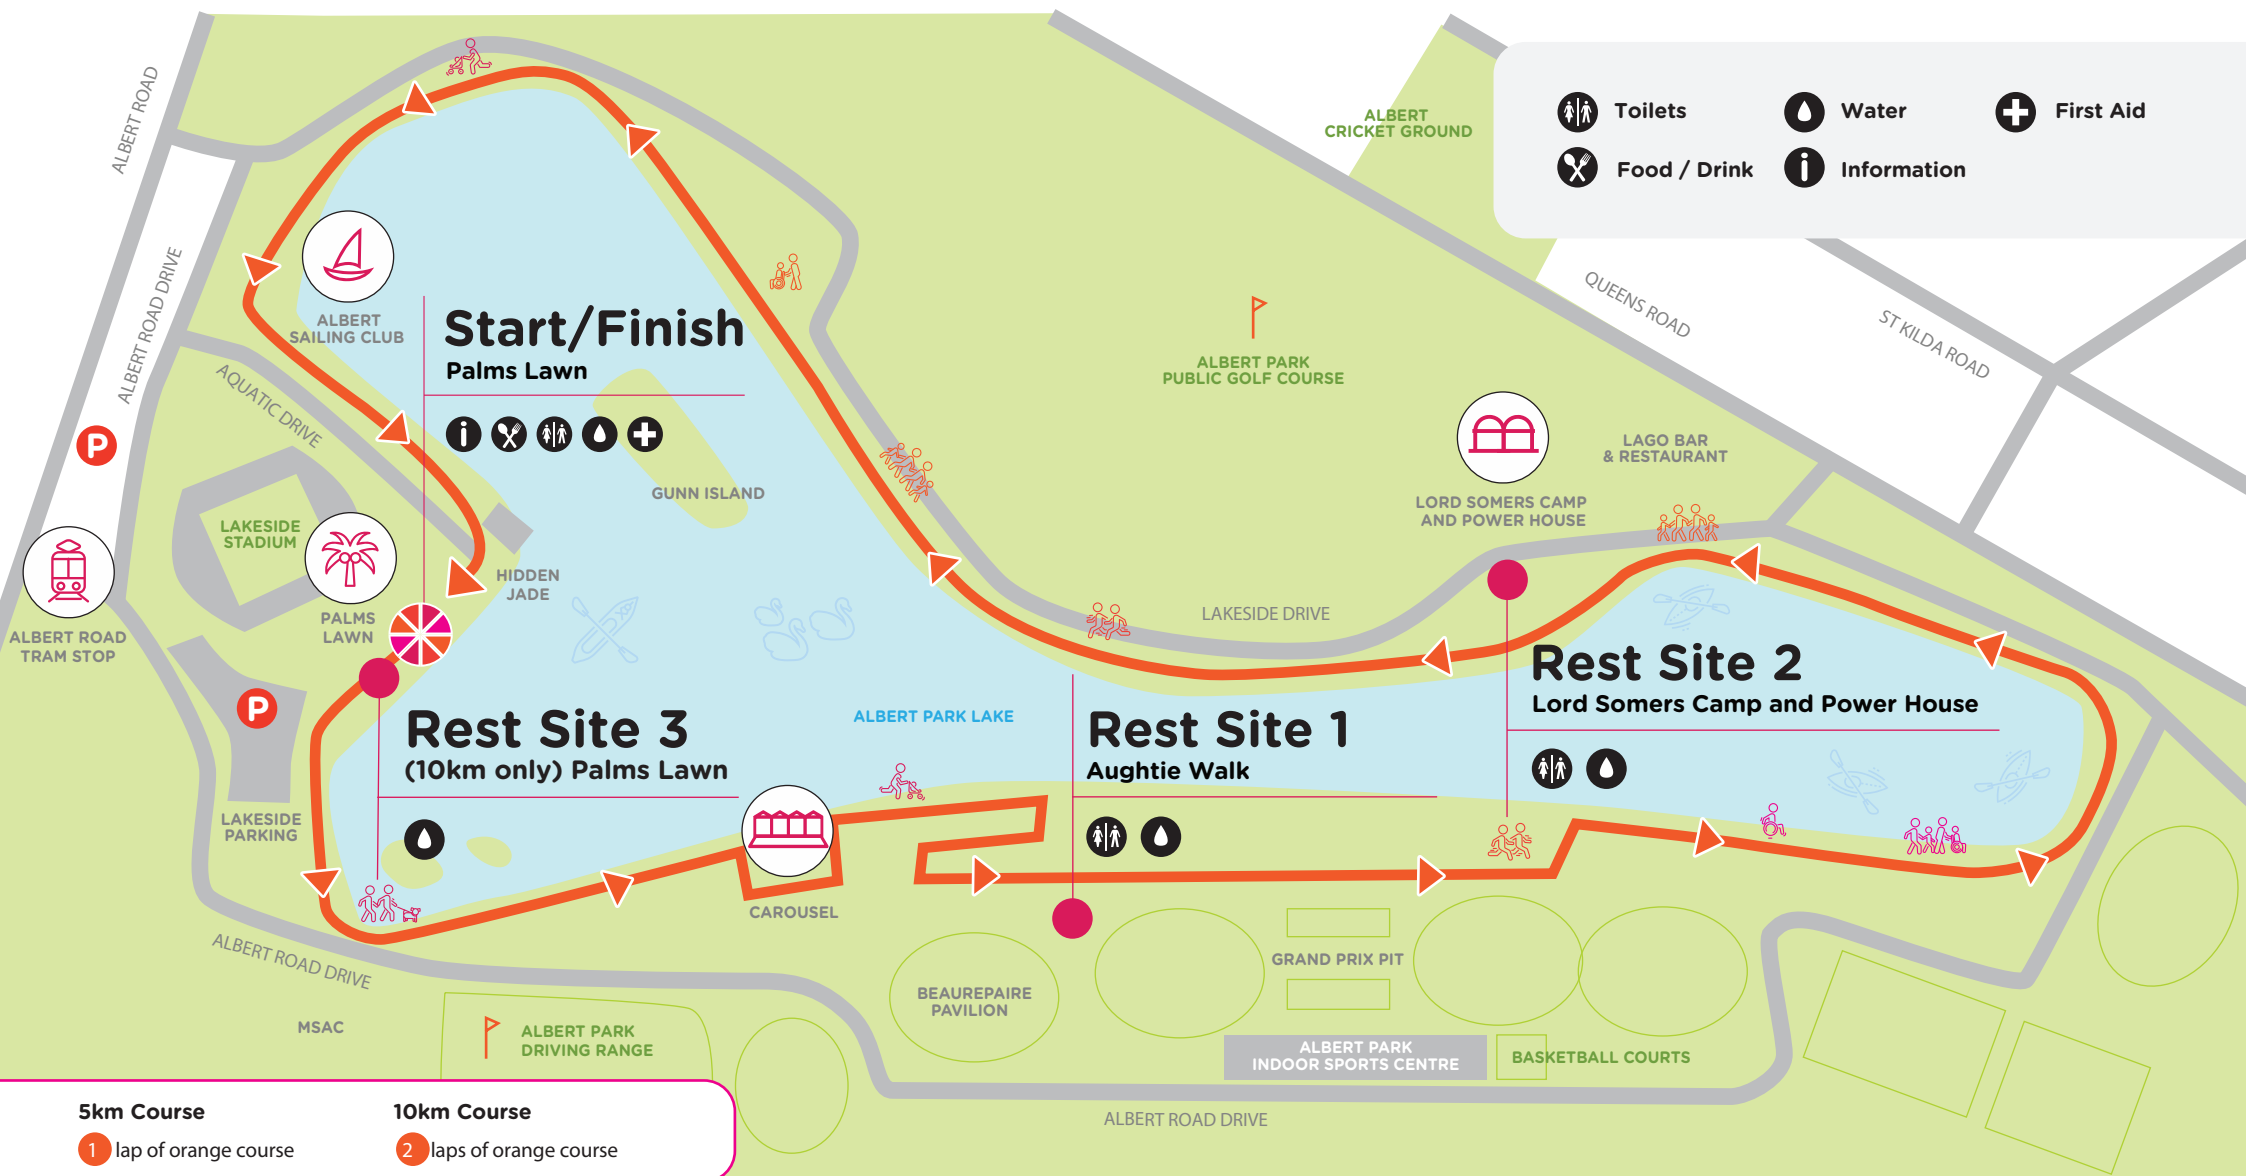 ALBERT ROAD
ALBERT ROAD DRIVE
AQUATIC DRIVE
ALBERT
SAILING CLUB
Start/Finish
Palms Lawn
GUNN ISLAND
ALBERT
CRICKET GROUND
Toilets
Water
First Aid
Food / Drink
Information
QUEENS ROAD
ST KILDA ROAD
ALBERT PARK
PUBLIC GOLF COURSE
LAGO BAR
& RESTAURANT
LORD SOMERS CAMP
AND POWER HOUSE
P
LAKESIDE
STADIUM
HIDDEN
JADE
PALMS
LAWN
ALBERT ROAD
TRAM STOP
LAKESIDE DRIVE
P
Rest Site 3
(10km only) Palms Lawn
ALBERT PARK LAKE
Rest Site 1
Aughtie Walk
Rest Site 2
Lord Somers Camp and Power House
LAKESIDE
PARKING
CAROUSEL
ALBERT ROAD DRIVE
MSAC
ALBERT PARK
DRIVING RANGE
BEAUREPAIRE
PAVILION
GRAND PRIX PIT
ALBERT PARK
INDOOR SPORTS CENTRE
BASKETBALL COURTS
ALBERT ROAD DRIVE
5km Course
1 lap of orange course
10km Course
2 laps of orange course